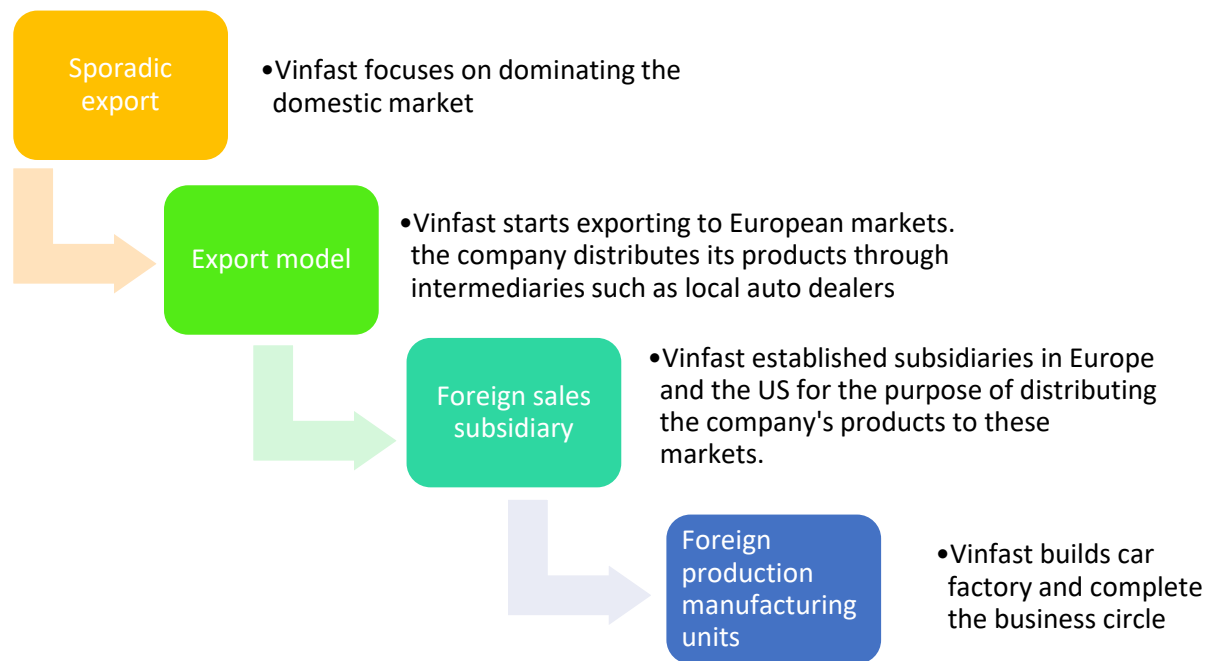 Sporadic
export
•Vinfast focuses on dominating the
domestic market
Export model
•Vinfast starts exporting to European markets.
the company distributes its products through
intermediaries such as local auto dealers
Foreign sales
subsidiary
•Vinfast established subsidiaries in Europe
and the US for the purpose of distributing
the company's products to these
markets.
Foreign
production
manufacturing
units
•Vinfast builds car
factory and complete
the business circle